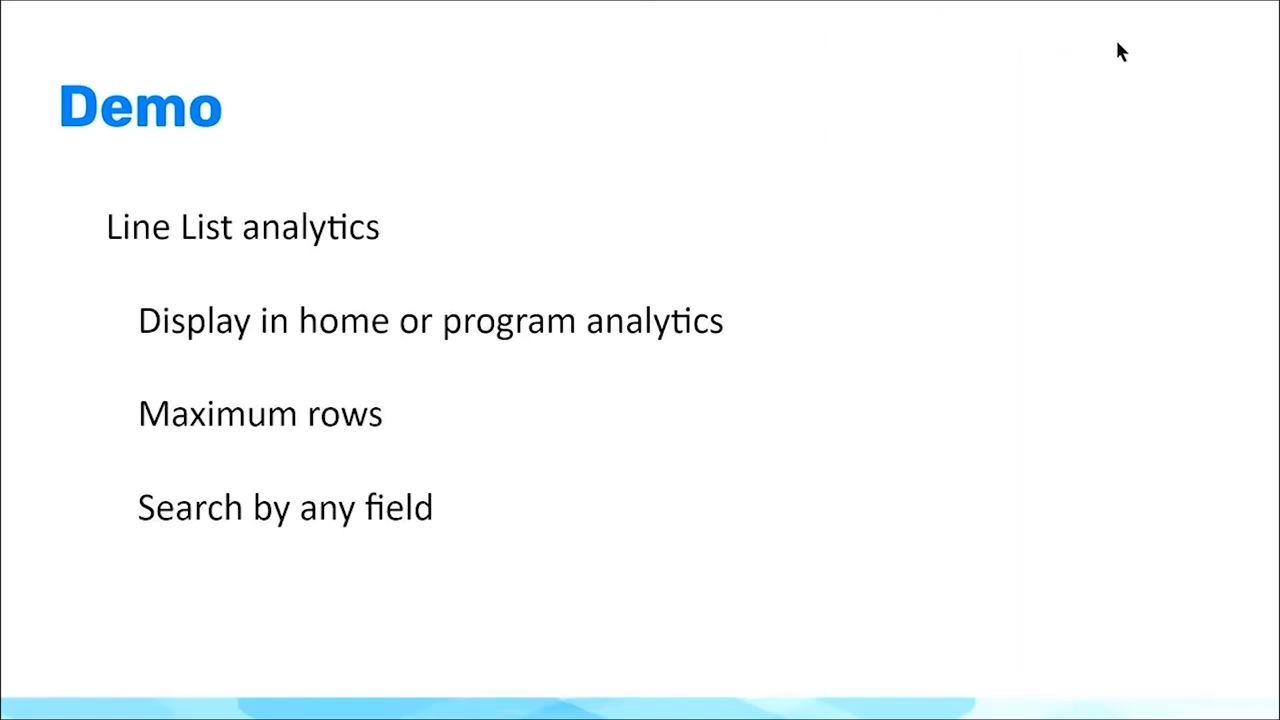 Demo
Line List analytics
Display in home or program analytics
Maximum rows
Search by any field